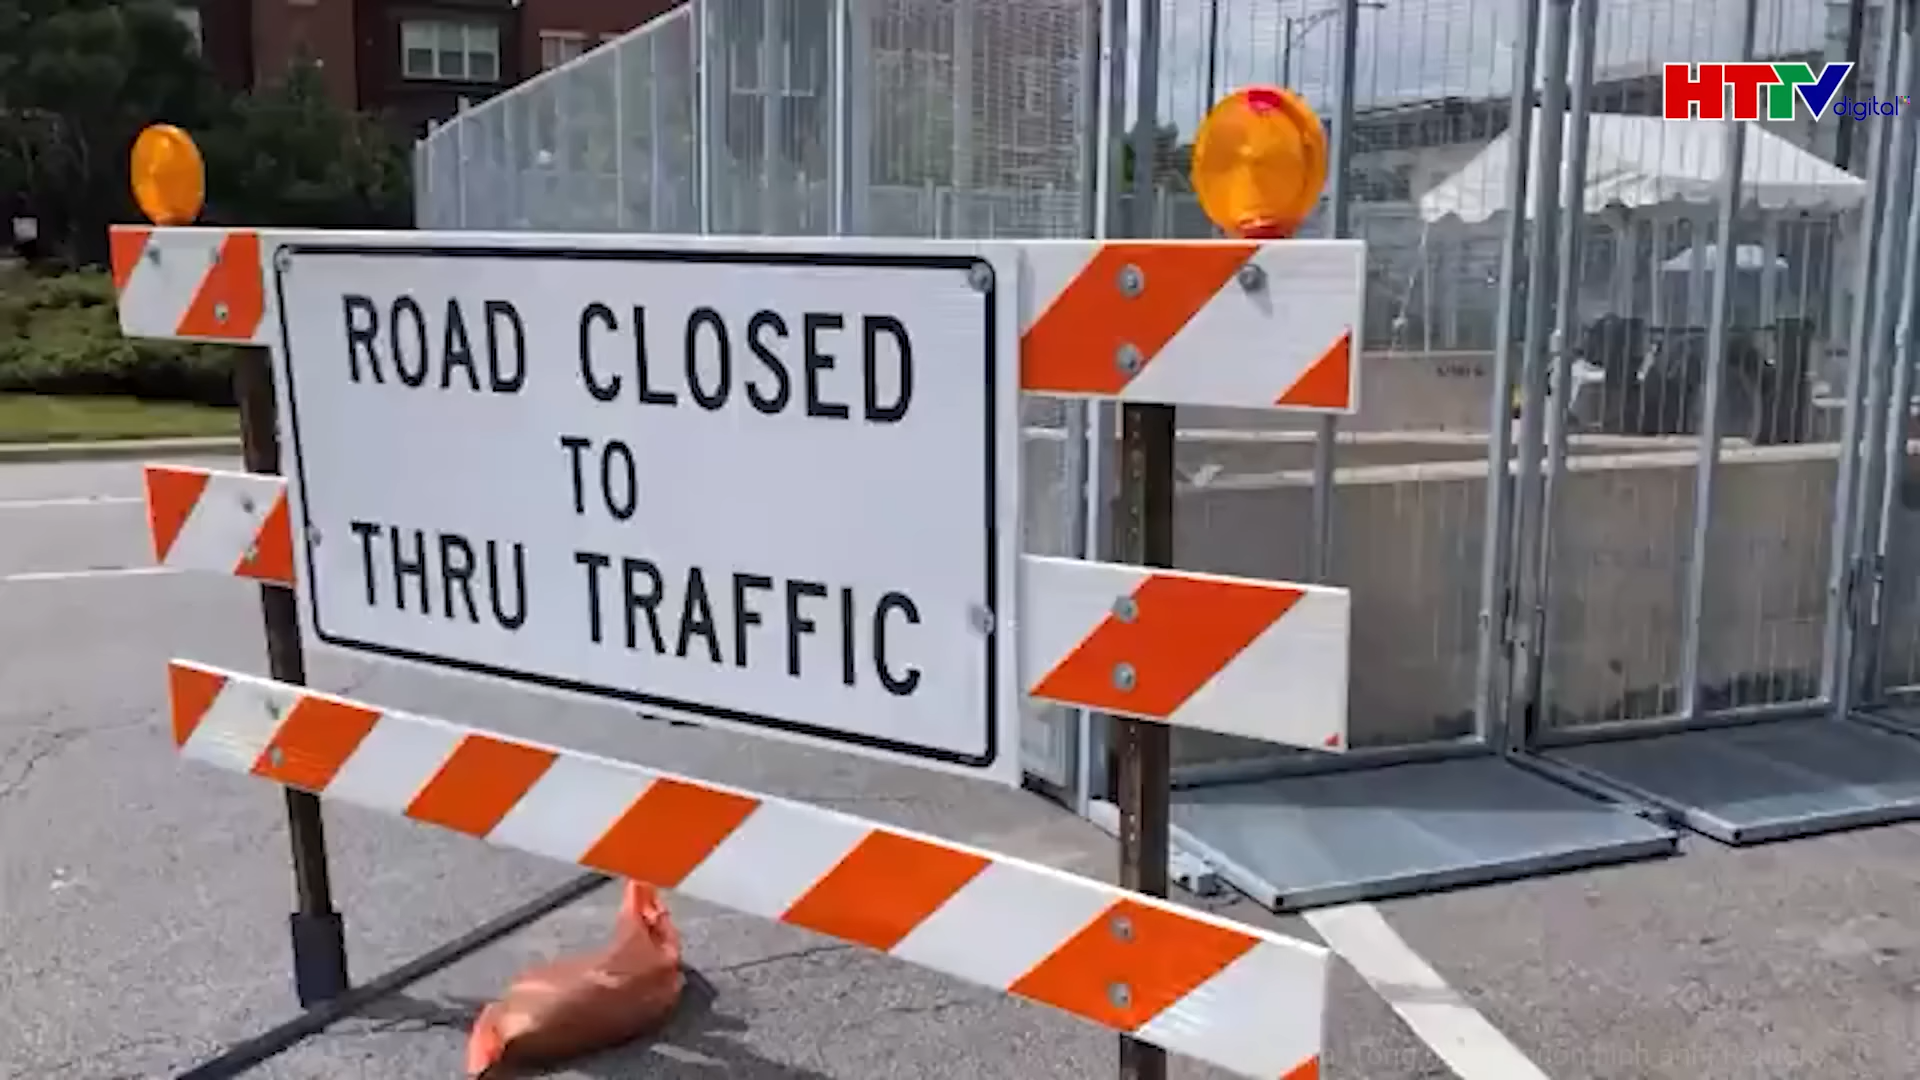 HTTV
digital
ROAD CLOSED
TO
THRU TRAFFIC